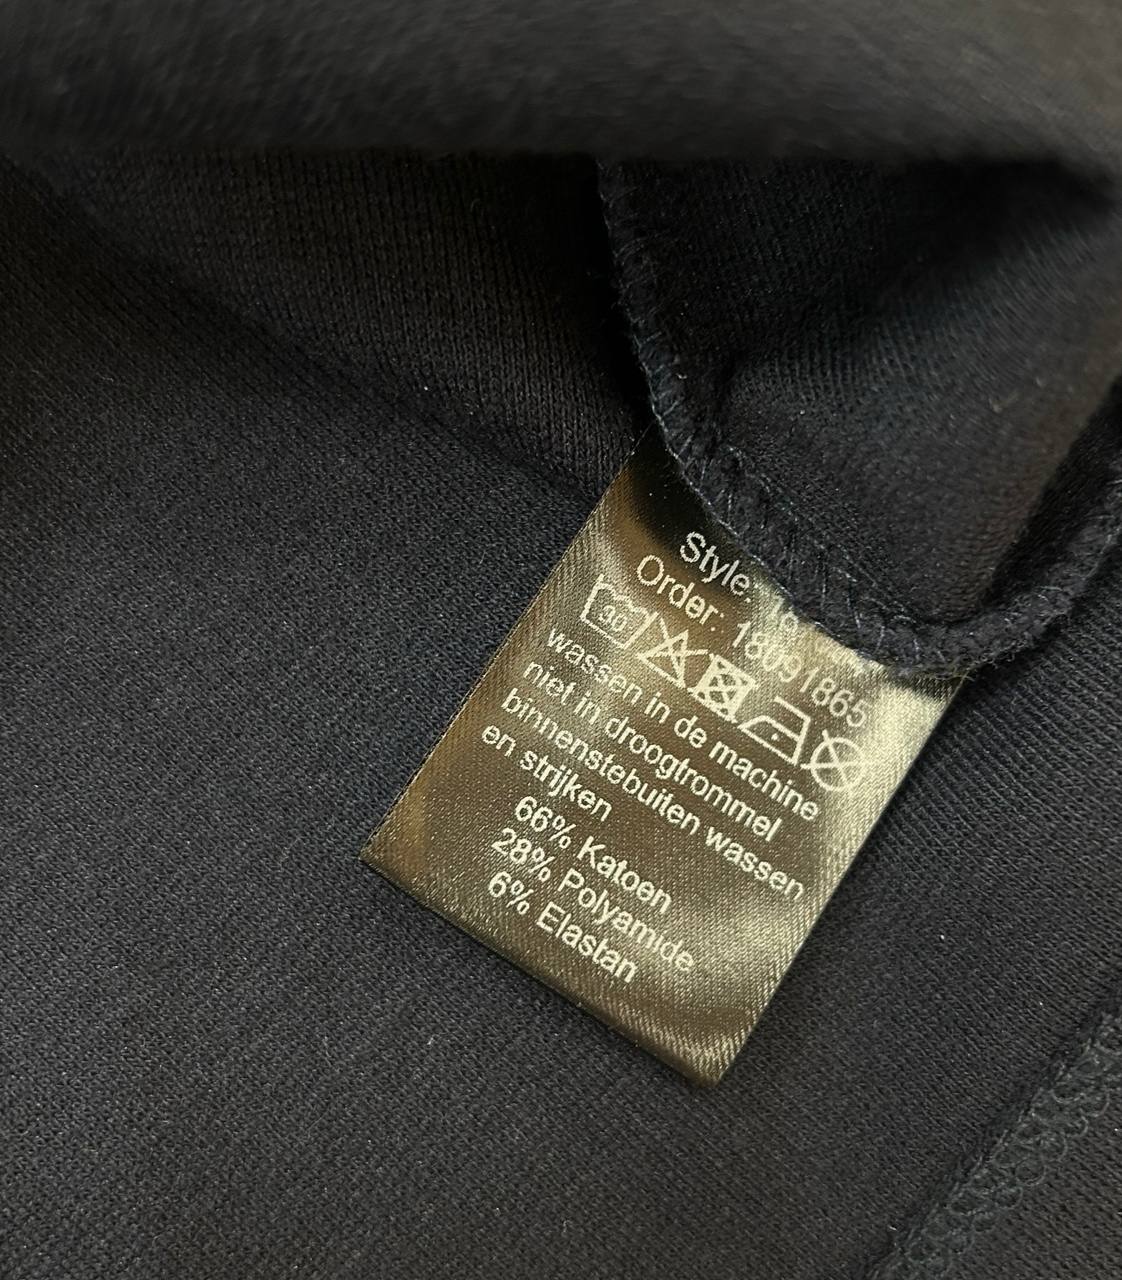 Style:
Order: 18091865
30
wassen in de machine
niet in droogtrommel
binnenstebuiten wassen
en strijken
66% Katoen
28% Polyamide
6% Elastan